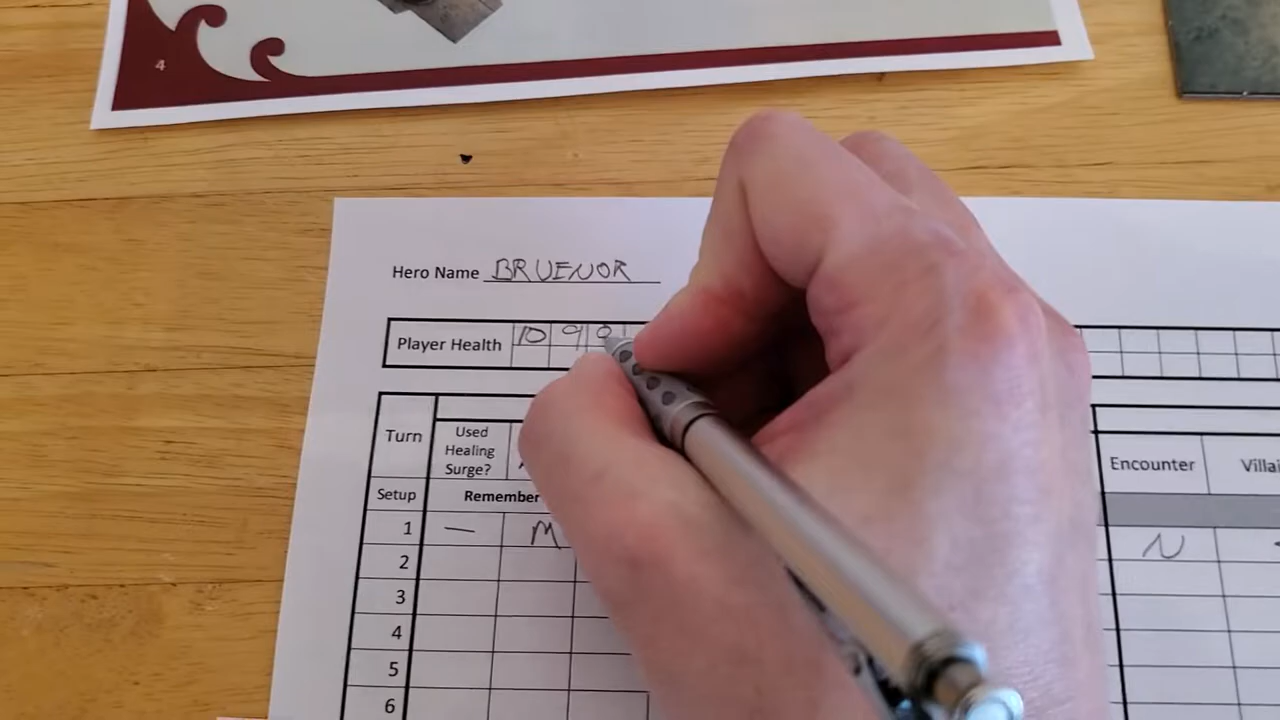 4
Hero Name BRUENOR
Player Health 10 9 8
Turn
Used
Healing
Surge?
Encounter
Setup
Remember
1 — M N
2
3
4
5
6